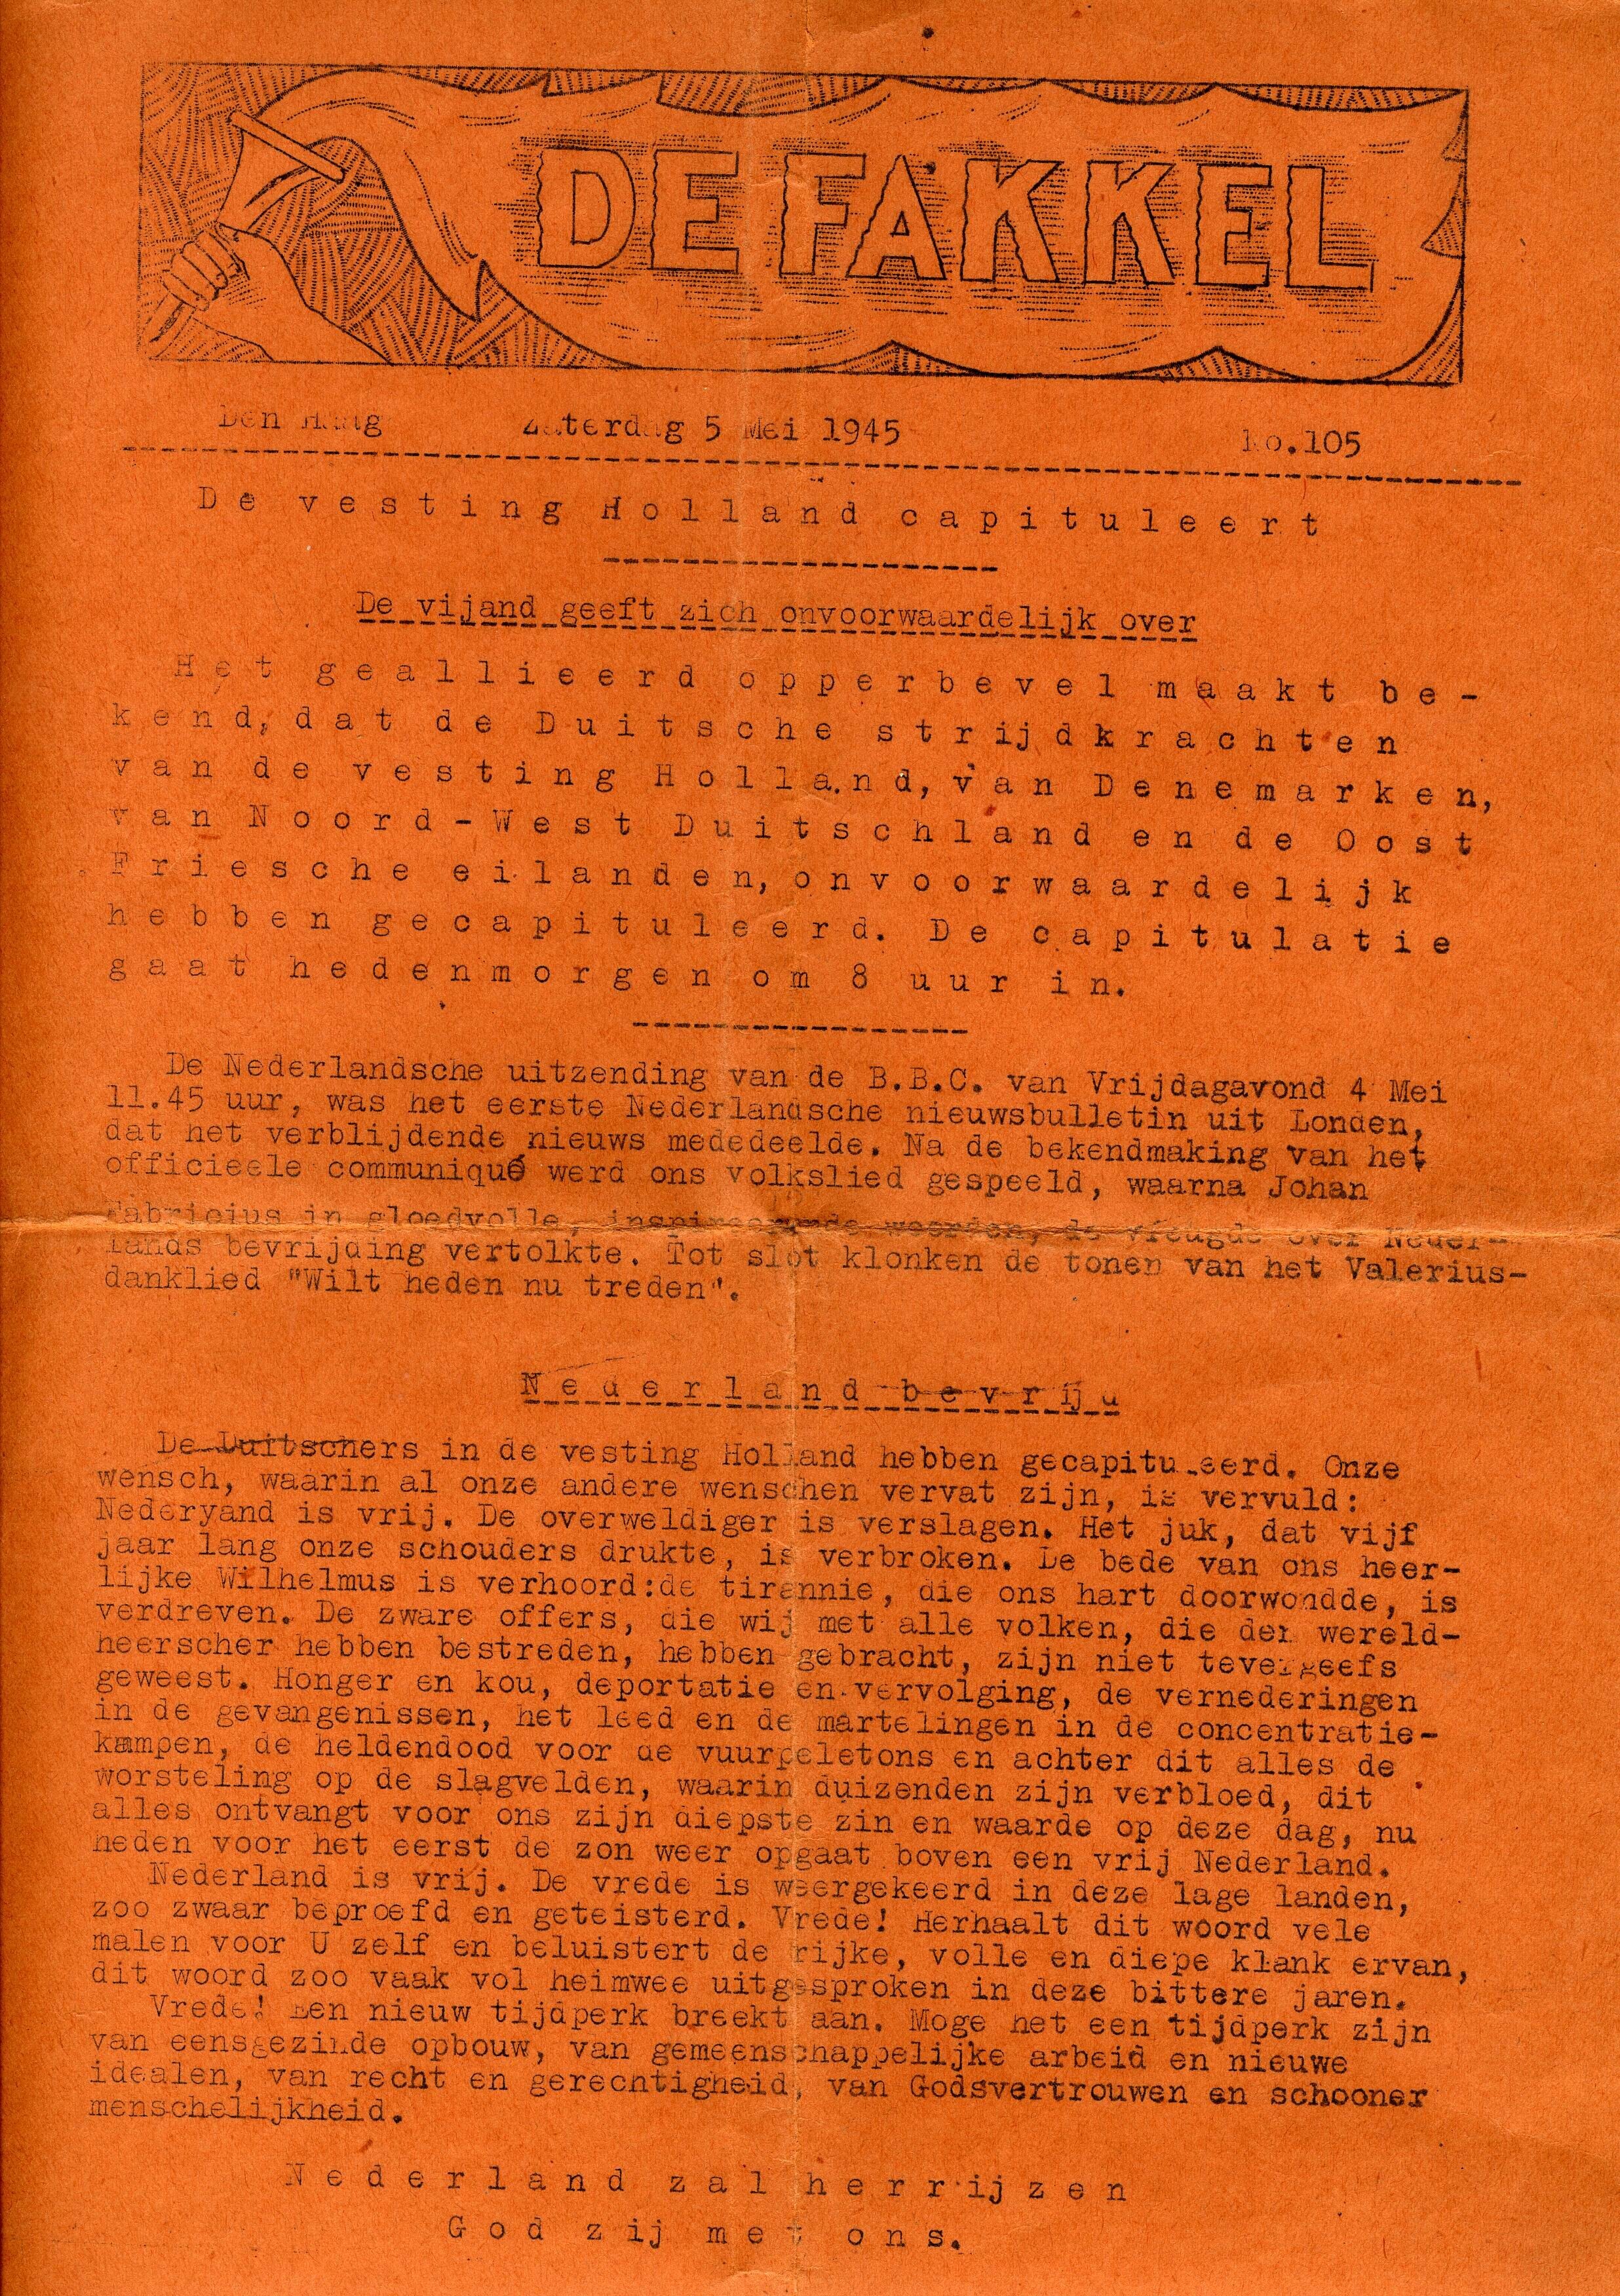 DE FAKKEL
Den Haag Zaterdag 5 Mei 1945 No.105
De vesting Holland capituleert
De vijand geeft zich onvoorwaardelijk over
Het geallieerd opperbevel maakt be-
kend, dat de Duitsche strijdkrachten
van de vesting Holland, van Denemarken,
van Noord-West Duitschland en de Oost
Friesche eilanden, onvoorwaardelijk
hebben gecapituleerd. De capitulatie
gaat hedenmorgen om 8 uur in.
De Nederlandsche uitzending van de B.B.C. van Vrijdagavond 4 Mei
11.45 uur, was het eerste Nederlandsche nieuwsbulletin uit Londen,
dat het verblijdende nieuws mededeelde. Na de bekendmaking van het
officieele communiqué werd ons volkslied gespeeld, waarna Johan
Fabricius in gloedvolle, inspireerende woorden, de vreugde over Neder-
lands bevrijding vertolkte. Tot slot klonken de tonen van het Valerius-
danklied "Wilt heden nu treden".
Nederland bevrijd
De Duitschers in de vesting Holland hebben gecapituleerd. Onze
wensch, waarin al onze andere wenschen vervat zijn, is vervuld:
Nederyand is vrij. De overweldiger is verslagen. Het juk, dat vijf
jaar lang onze schouders drukte, is verbroken. De bede van ons heer-
lijke Wilhelmus is verhoord:de tirannie, die ons hart doorwondde, is
verdreven. De zware offers, die wij met alle volken, die den wereld-
heerscher hebben bestreden, hebben gebracht, zijn niet tevergeefs
geweest. Honger en kou, deportatie en vervolging, de vernederingen
in de gevangenissen, het leed en de martelingen in de concentratie-
kampen, de heldendood voor de vuurpeletons en achter dit alles de
worsteling op de slagvelden, waarin duizenden zijn verbloed, dit
alles ontvangt voor ons zijn diepste zin en waarde op deze dag, nu
heden voor het eerst de zon weer opgaat boven een vrij Nederland.
Nederland is vrij. De vrede is weergekeerd in deze lage landen,
zoo zwaar beproefd en geteisterd. Vrede! Herhaalt dit woord vele
malen voor U zelf en beluistert de rijke, volle en diepe klank ervan,
dit woord zoo vaak vol heimwee uitgesproken in deze bittere jaren.
Vrede! Een nieuw tijdperk breekt aan. Moge het een tijdperk zijn
van eensgezinde opbouw, van gemeenschappelijke arbeid en nieuwe
idealen, van recht en gerechtigheid, van Godsvertrouwen en schooner
menschelijkheid.
Nederland zal herrijzen
God zij met ons.